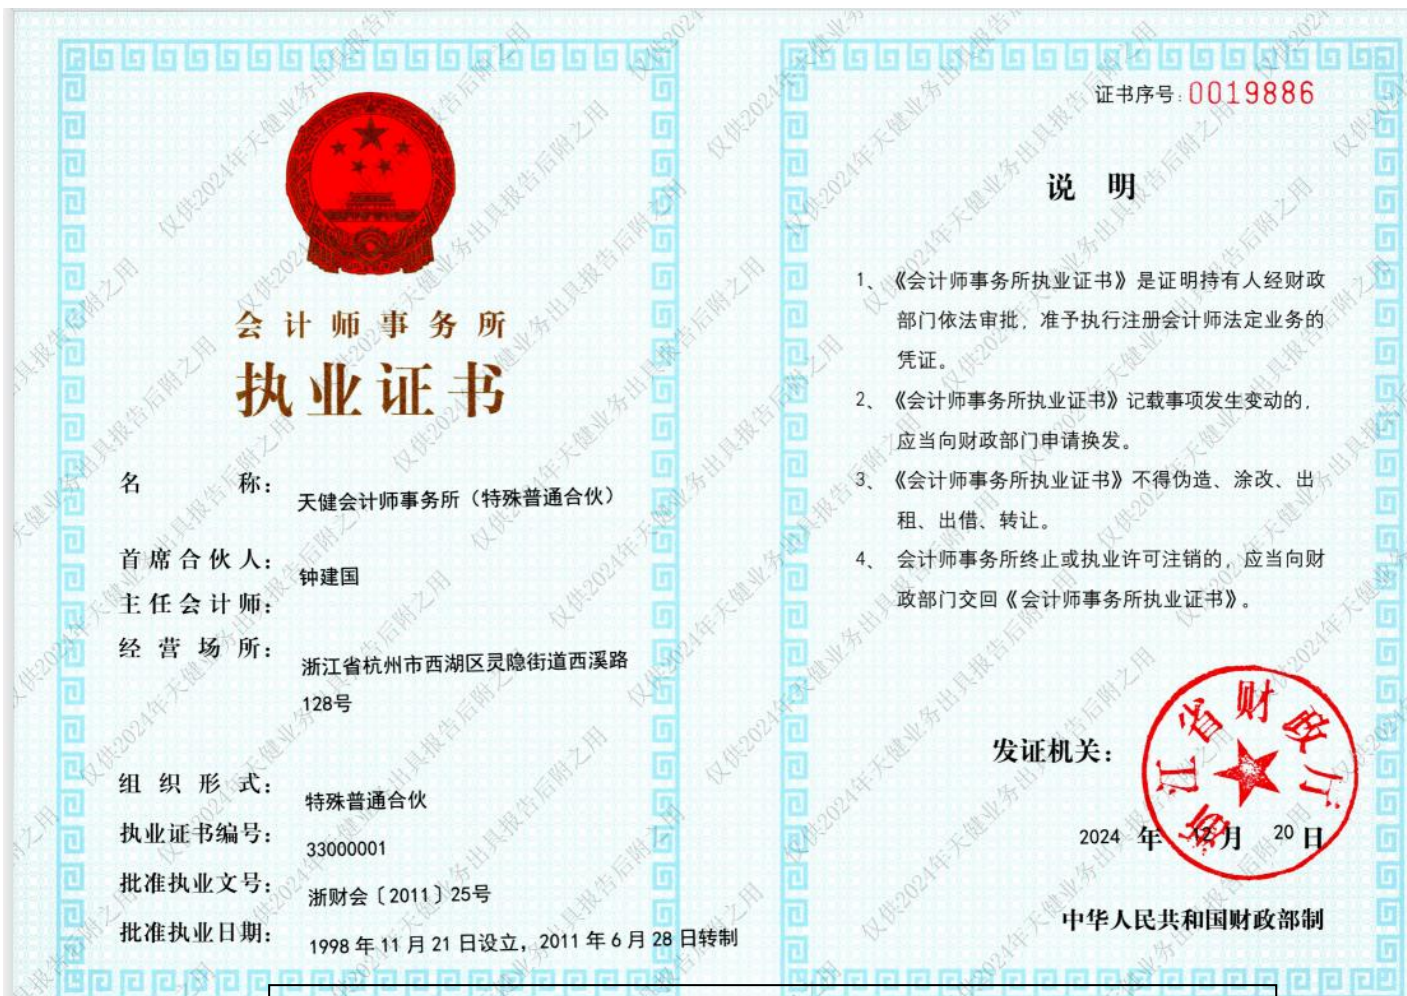 会计师事务所
执业证书
名称：天健会计师事务所（特殊普通合伙）
首席合伙人：钟建国
主任会计师：
经营场所：浙江省杭州市西湖区灵隐街道西溪路
128号
组织形式：特殊普通合伙
执业证书编号：33000001
批准执业文号：浙财会〔2011〕25号
批准执业日期：1998年11月21日设立，2011年6月28日转制
证书序号：0019886
说明
1、《会计师事务所执业证书》是证明持有人经财政
部门依法审批，准予执行注册会计师法定业务的
凭证。
2、《会计师事务所执业证书》记载事项发生变动的，
应当向财政部门申请换发。
3、《会计师事务所执业证书》不得伪造、涂改、出
租、出借、转让。
4、会计师事务所终止或执业许可注销的，应当向财
政部门交回《会计师事务所执业证书》。
发证机关：
浙江省财政厅
2024年12月20日
中华人民共和国财政部制
仅供2024年天健业务出具报告后附之用